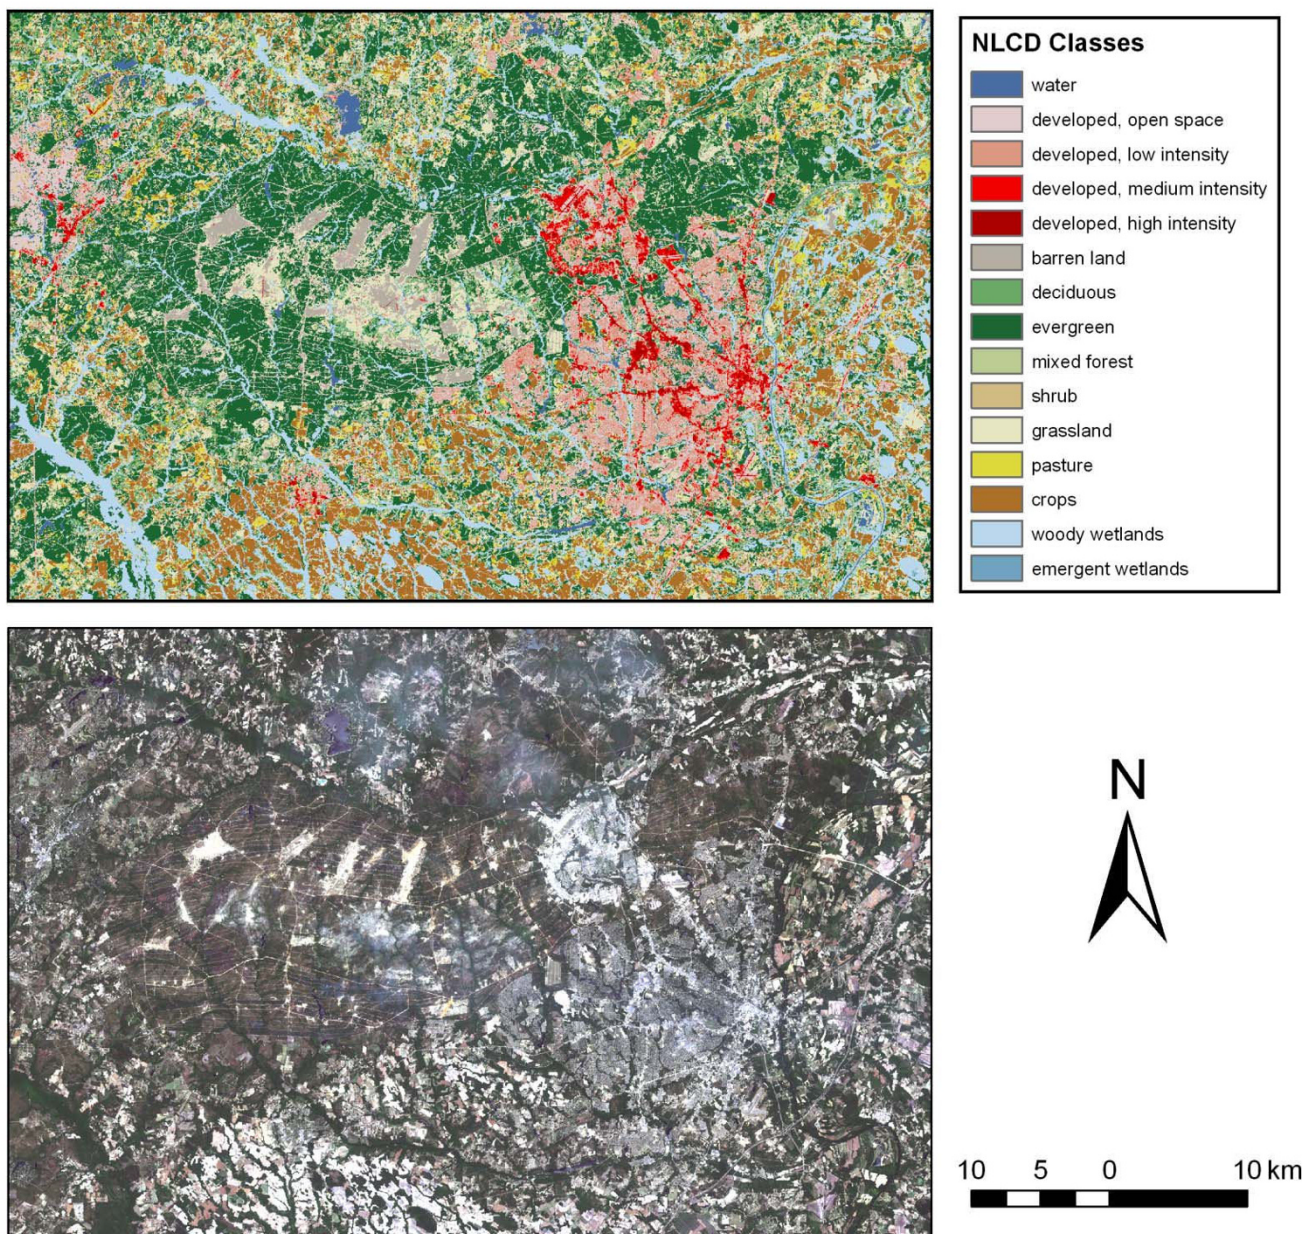 NLCD Classes
water
developed, open space
developed, low intensity
developed, medium intensity
developed, high intensity
barren land
deciduous
evergreen
mixed forest
shrub
grassland
pasture
crops
woody wetlands
emergent wetlands
N
10 5 0 10 km